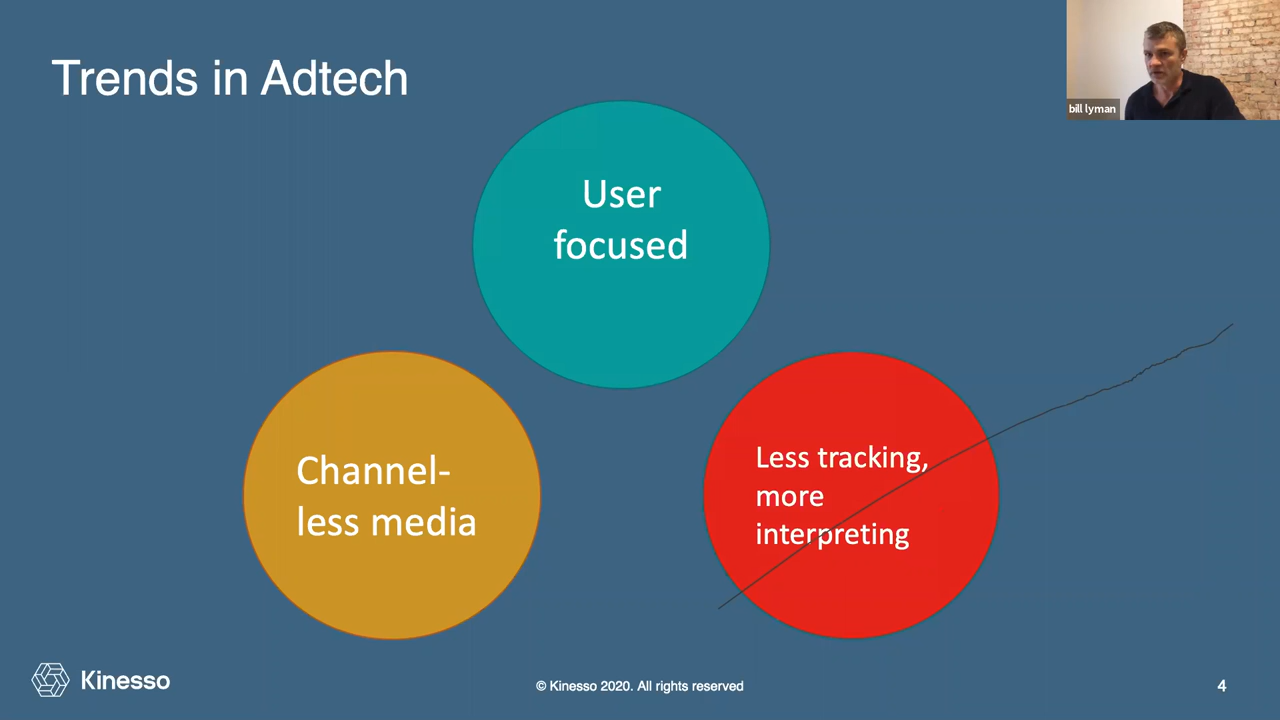 Trends in Adtech
bill lyman
User
focused
Channel-
less media
Less tracking,
more
interpreting
Kinesso
© Kinesso 2020. All rights reserved
4